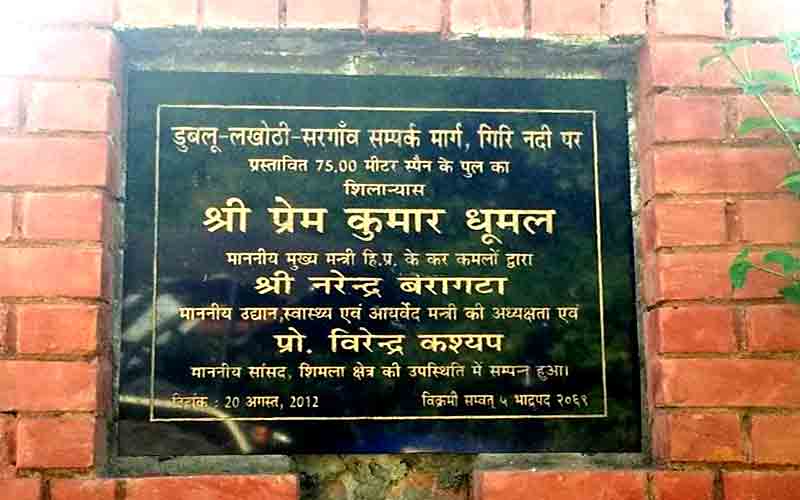 डुबलू-लखोठी-सरगाँव सम्पर्क मार्ग, गिरि नदी पर
प्रस्तावित 75.00 मीटर स्पैन के पुल का
शिलान्यास
श्री प्रेम कुमार धूमल
माननीय मुख्य मन्त्री हि.प्र. के कर कमलों द्वारा
श्री नरेन्द्र बरागटा
माननीय उद्यान,स्वास्थ्य एवं आयर्वेद मन्त्री की अध्यक्षता एवं
प्रो. विरेन्द्र कश्यप
माननीय सांसद, शिमला क्षेत्र की उपस्थिति में सम्पन्न हुआ।
दिनांक : 20 अगस्त, 2012 विक्रमी सम्वत् ५ भाद्रपद २०६९